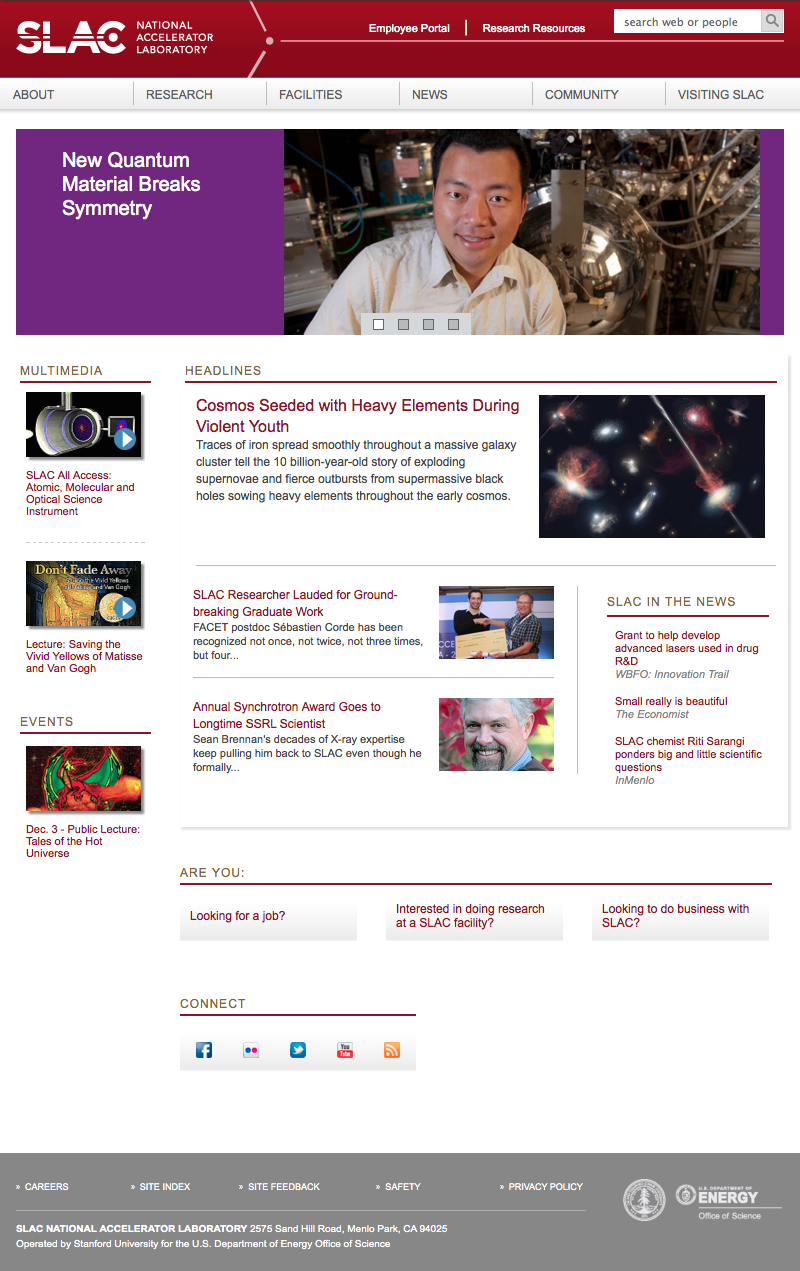 SLAC NATIONAL
ACCELERATOR
LABORATORY
Employee Portal | Research Resources
search web or people
ABOUT
RESEARCH
FACILITIES
NEWS
COMMUNITY
VISITING SLAC
New Quantum
Material Breaks
Symmetry
MULTIMEDIA
SLAC All Access:
Atomic, Molecular and
Optical Science
Instrument
Don't Fade Away
Saving the Vivid Yellows
and Van Gogh
Lecture: Saving the
Vivid Yellows of Matisse
and Van Gogh
EVENTS
Dec. 3 - Public Lecture:
Tales of the Hot
Universe
HEADLINES
Cosmos Seeded with Heavy Elements During
Violent Youth
Traces of iron spread smoothly throughout a massive galaxy
cluster tell the 10 billion-year-old story of exploding
supernovae and fierce outbursts from supermassive black
holes sowing heavy elements throughout the early cosmos.
SLAC Researcher Lauded for Ground-
breaking Graduate Work
FACET postdoc Sébastien Corde has been
recognized not once, not twice, not three times,
but four...
Annual Synchrotron Award Goes to
Longtime SSRL Scientist
Sean Brennan's decades of X-ray expertise
keep pulling him back to SLAC even though he
formally...
SLAC IN THE NEWS
Grant to help develop
advanced lasers used in drug
R&D
WBFO: Innovation Trail
Small really is beautiful
The Economist
SLAC chemist Riti Sarangi
ponders big and little scientific
questions
InMenlo
ARE YOU:
Looking for a job?
Interested in doing research
at a SLAC facility?
Looking to do business with
SLAC?
CONNECT
You
Tube
» CAREERS
» SITE INDEX
» SITE FEEDBACK
» SAFETY
» PRIVACY POLICY
SLAC NATIONAL ACCELERATOR LABORATORY 2575 Sand Hill Road, Menlo Park, CA 94025
Operated by Stanford University for the U.S. Department of Energy Office of Science
U.S. DEPARTMENT OF
ENERGY
Office of Science